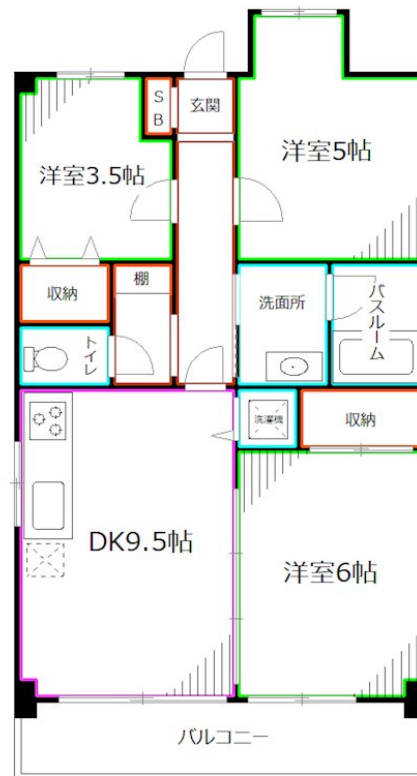 SB
玄関
洋室5帖
洋室3.5帖
収納
棚
洗面所
バスルーム
トイレ
洗濯機
収納
DK9.5帖
洋室6帖
バルコニー